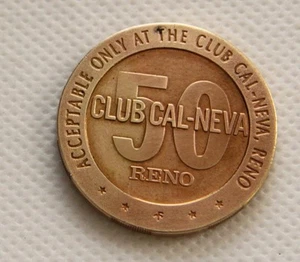 ACCEPTABLE ONLY AT THE CLUB CAL-NEVA, RENO
50
CLUB CAL-NEVA
RENO